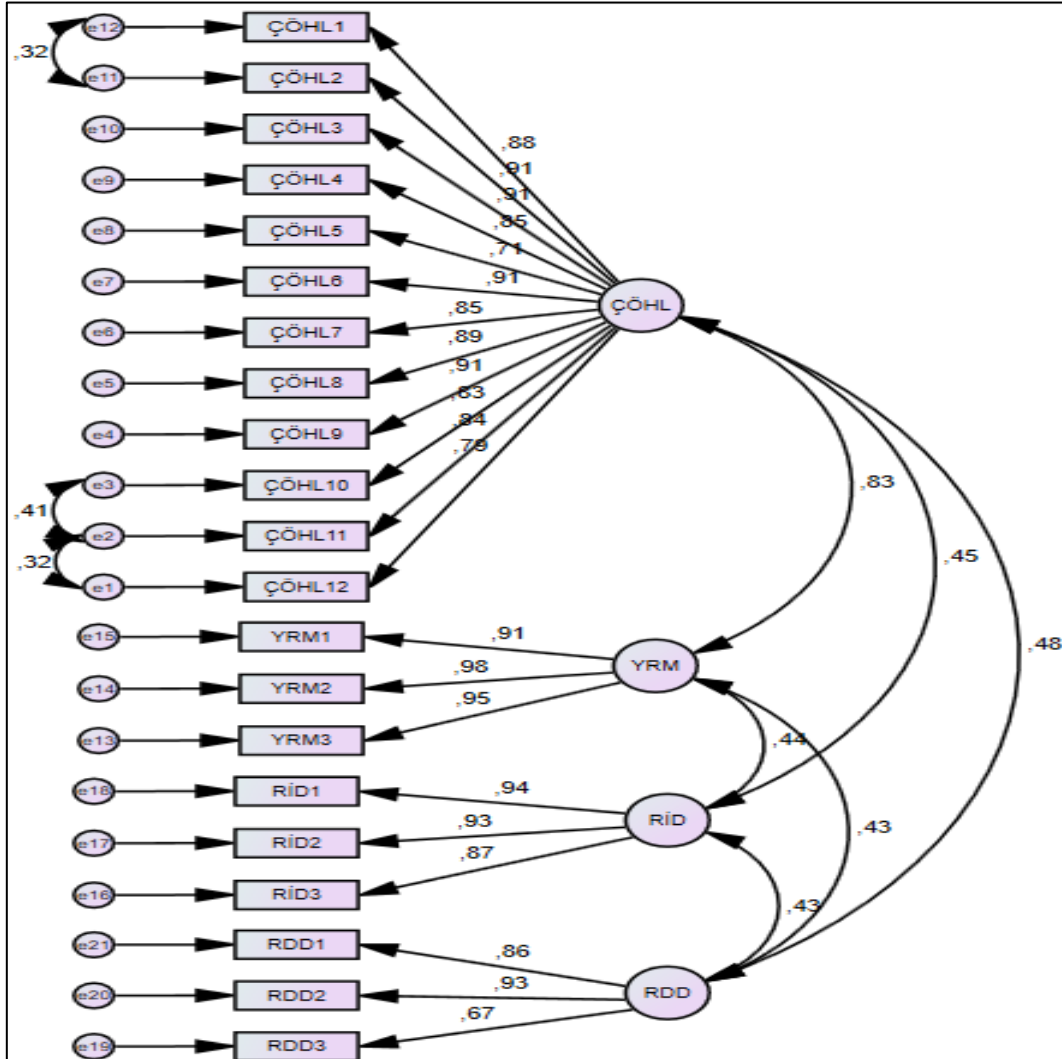 e12
ÇÖHL1
,32
e11
ÇÖHL2
e10
ÇÖHL3
,88
,91
e9
ÇÖHL4
,91
,85
e8
ÇÖHL5
,71
e7
ÇÖHL6
,91
ÇÖHL
,85
e6
ÇÖHL7
,89
e5
ÇÖHL8
,91
,83
e4
ÇÖHL9
,84
,79
e3
ÇÖHL10
,83
,41
e2
ÇÖHL11
,32
,45
e1
ÇÖHL12
e15
YRM1
,91
,48
YRM
e14
YRM2
,98
,95
e13
YRM3
,44
e18
RİD1
,94
RİD
,93
,43
e17
RİD2
,87
e16
RİD3
,43
e21
RDD1
,86
RDD
e20
RDD2
,93
,67
e19
RDD3